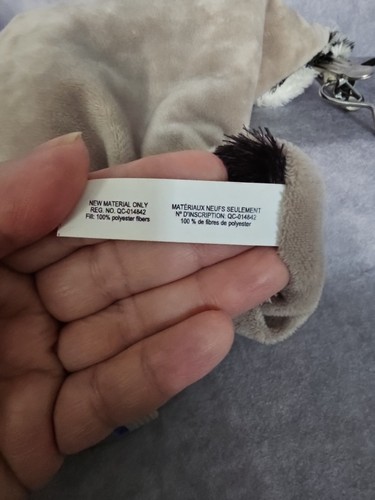 NEW MATERIAL ONLY
REG. NO. QC-014842
Fill: 100% polyester fibers
MATÉRIAUX NEUFS SEULEMENT
Nº D'INSCRIPTION: QC-014842
100 % de fibres de polyester